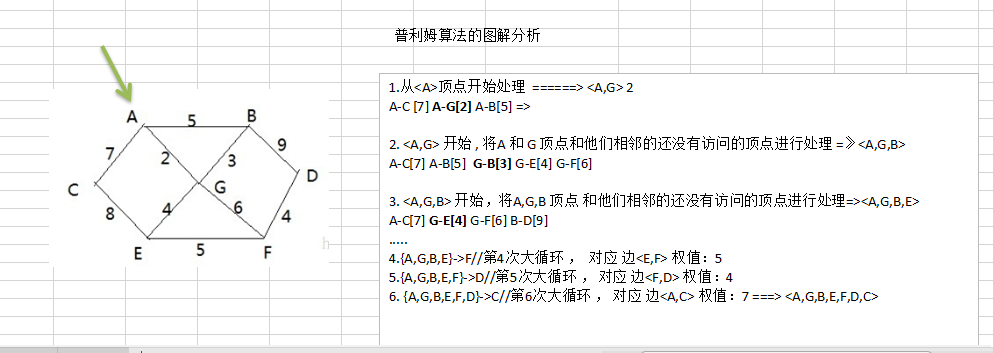 普利姆算法的图解分析
A
5
B
7
2
3
9
C
G
D
8
4
6
4
E
5
F
h
1.从<A>顶点开始处理 ======> <A,G> 2
A-C [7] A-G[2] A-B[5] =>
2. <A,G> 开始 , 将A 和 G 顶点和他们相邻的还没有访问的顶点进行处理 =》<A,G,B>
A-C[7] A-B[5] G-B[3] G-E[4] G-F[6]
3. <A,G,B> 开始，将A,G,B 顶点 和他们相邻的还没有访问的顶点进行处理=><A,G,B,E>
A-C[7] G-E[4] G-F[6] B-D[9]
.....
4.{A,G,B,E}->F//第4次大循环 ， 对应 边<E,F> 权值：5
5.{A,G,B,E,F}->D//第5次大循环 ， 对应 边<F,D> 权值：4
6. {A,G,B,E,F,D}->C//第6次大循环 ， 对应 边<A,C> 权值：7 ===> <A,G,B,E,F,D,C>